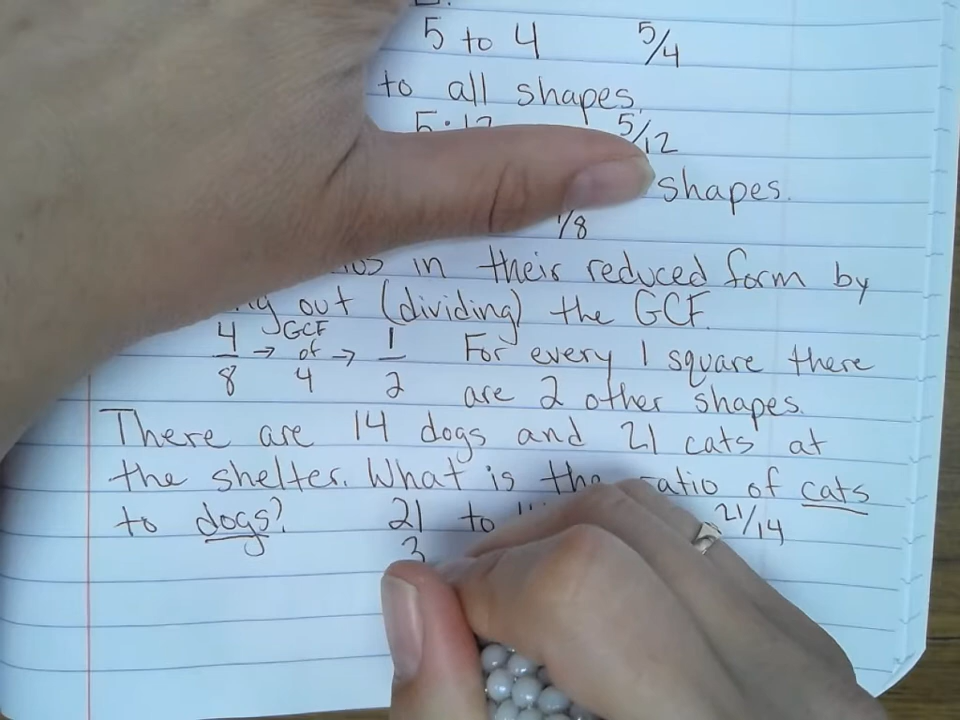 5 to 4 5/4
to all shapes.
5:12 5/12
shapes.
1/8
in their reduced form by
out (dividing) the GCF.
4/8 → GCF of 4 → 1/2 For every 1 square there
are 2 other shapes.
There are 14 dogs and 21 cats at
the shelter. What is the ratio of cats
to dogs? 21 to 21/14
3